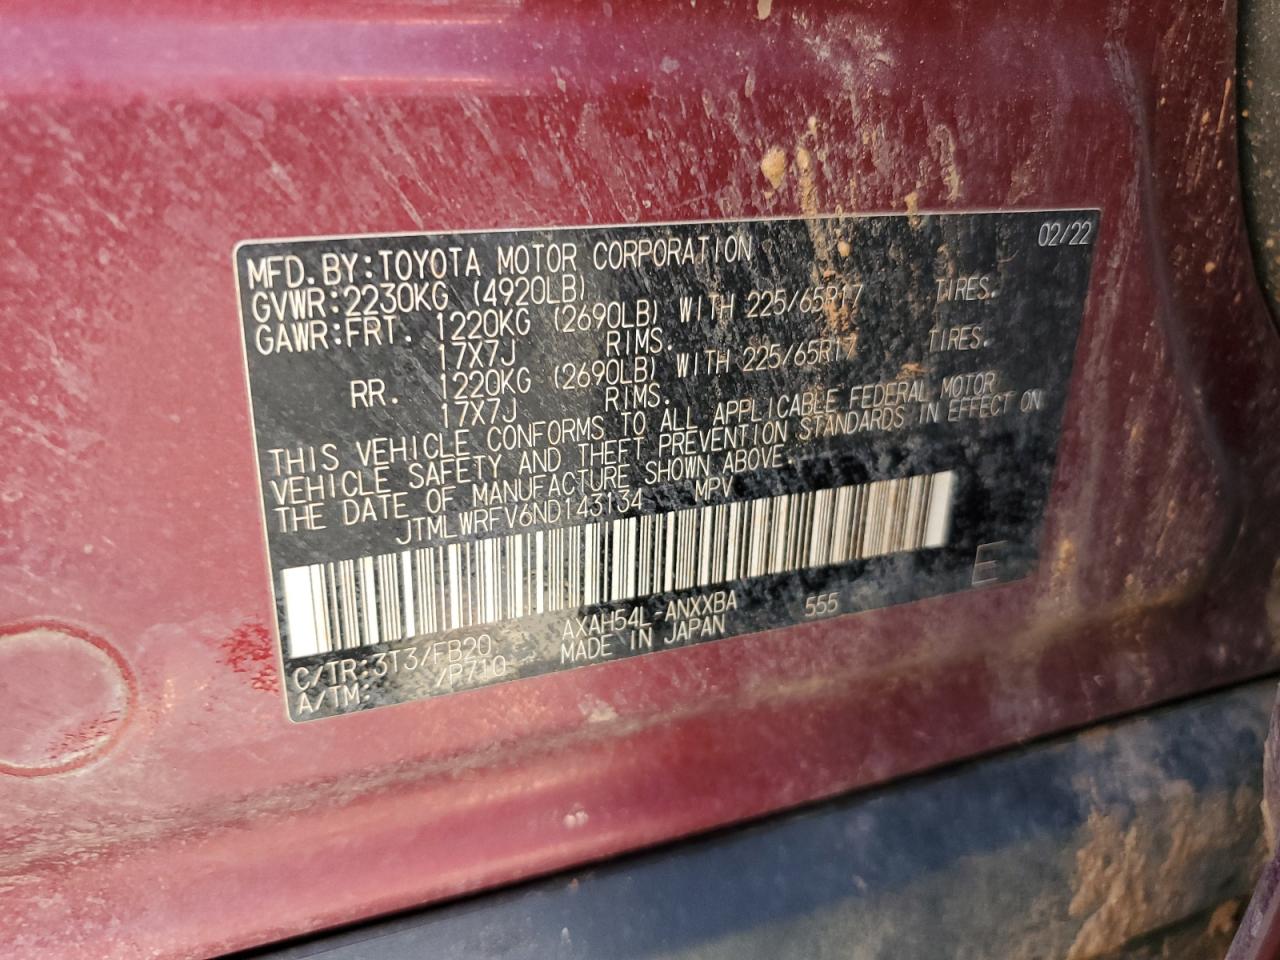 02/22
MFD.BY:TOYOTA MOTOR CORPORATION
GVWR:2230KG (4920LB)
GAWR:FRT. 1220KG (2690LB) WITH 225/65R17 TIRES.
17X7J RIMS.
RR. 1220KG (2690LB) WITH 225/65R17 TIRES.
17X7J RIMS.
THIS VEHICLE CONFORMS TO ALL APPLICABLE FEDERAL MOTOR
VEHICLE SAFETY AND THEFT PREVENTION STANDARDS IN EFFECT ON
THE DATE OF MANUFACTURE SHOWN ABOVE.
JTMLWRFV6ND143134 MPV
C/TR:3T3/FB20 AXAH54L-ANXXBA 555
A/TM: /P710 MADE IN JAPAN
E